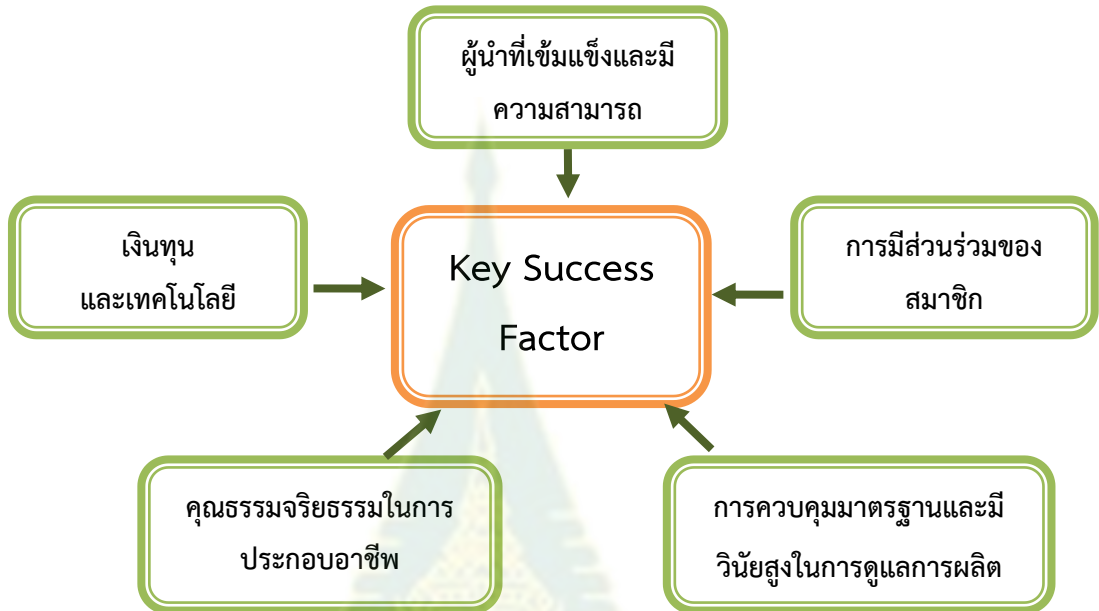 ผู้นำที่เข้มแข็งและมี
ความสามารถ
เงินทุน
และเทคโนโลยี
Key Success
Factor
การมีส่วนร่วมของ
สมาชิก
คุณธรรมจริยธรรมในการ
ประกอบอาชีพ
การควบคุมมาตรฐานและมี
วินัยสูงในการดูแลการผลิต